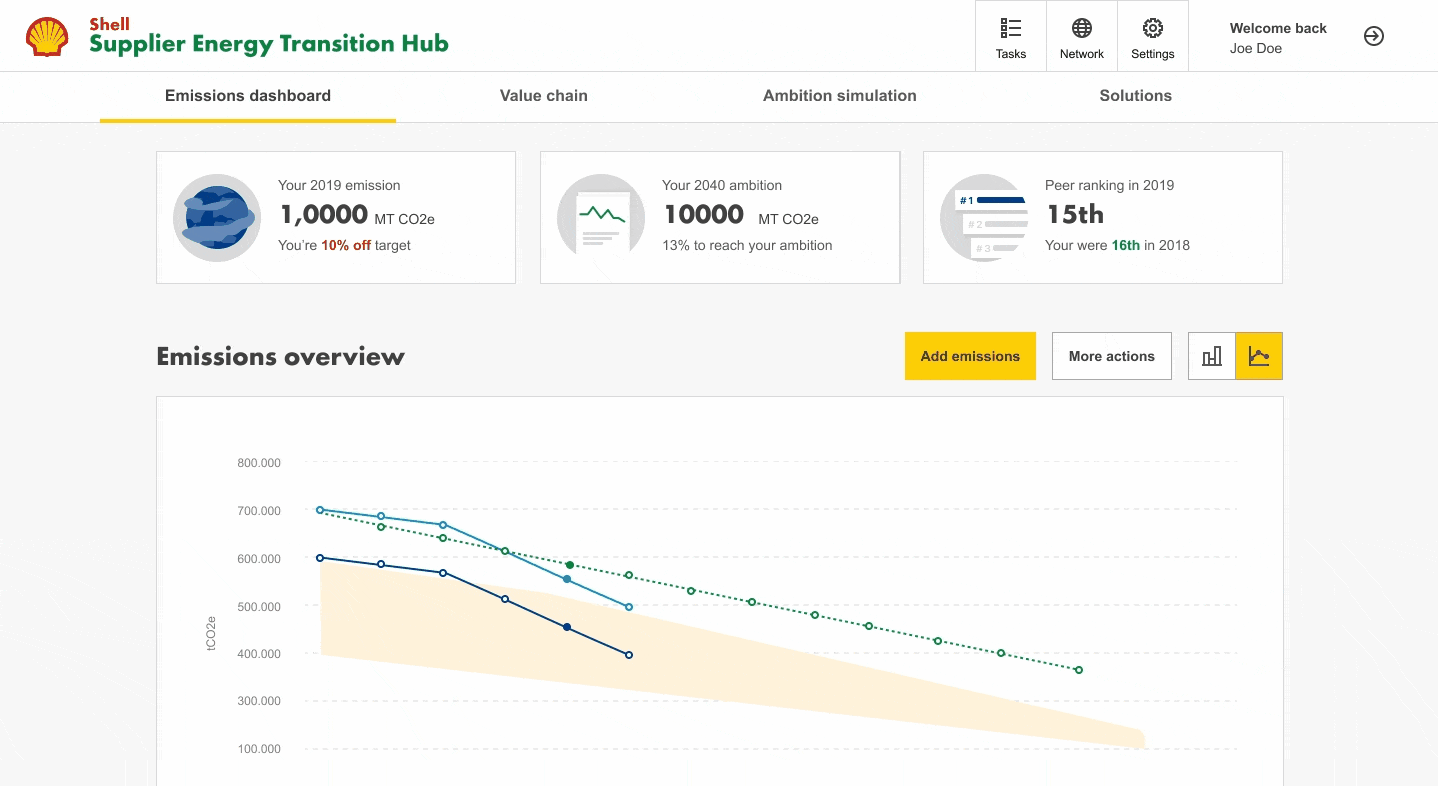 Shell
Supplier Energy Transition Hub
Tasks
Network
Settings
Welcome back
Joe Doe
Emissions dashboard
Value chain
Ambition simulation
Solutions
Your 2019 emission
1,0000 MT CO2e
You're 10% off target
Your 2040 ambition
10000 MT CO2e
13% to reach your ambition
#1
#2
#3
Peer ranking in 2019
15th
Your were 16th in 2018
Emissions overview
Add emissions
More actions
800.000
700.000
600.000
500.000
400.000
300.000
100.000
tCO2e